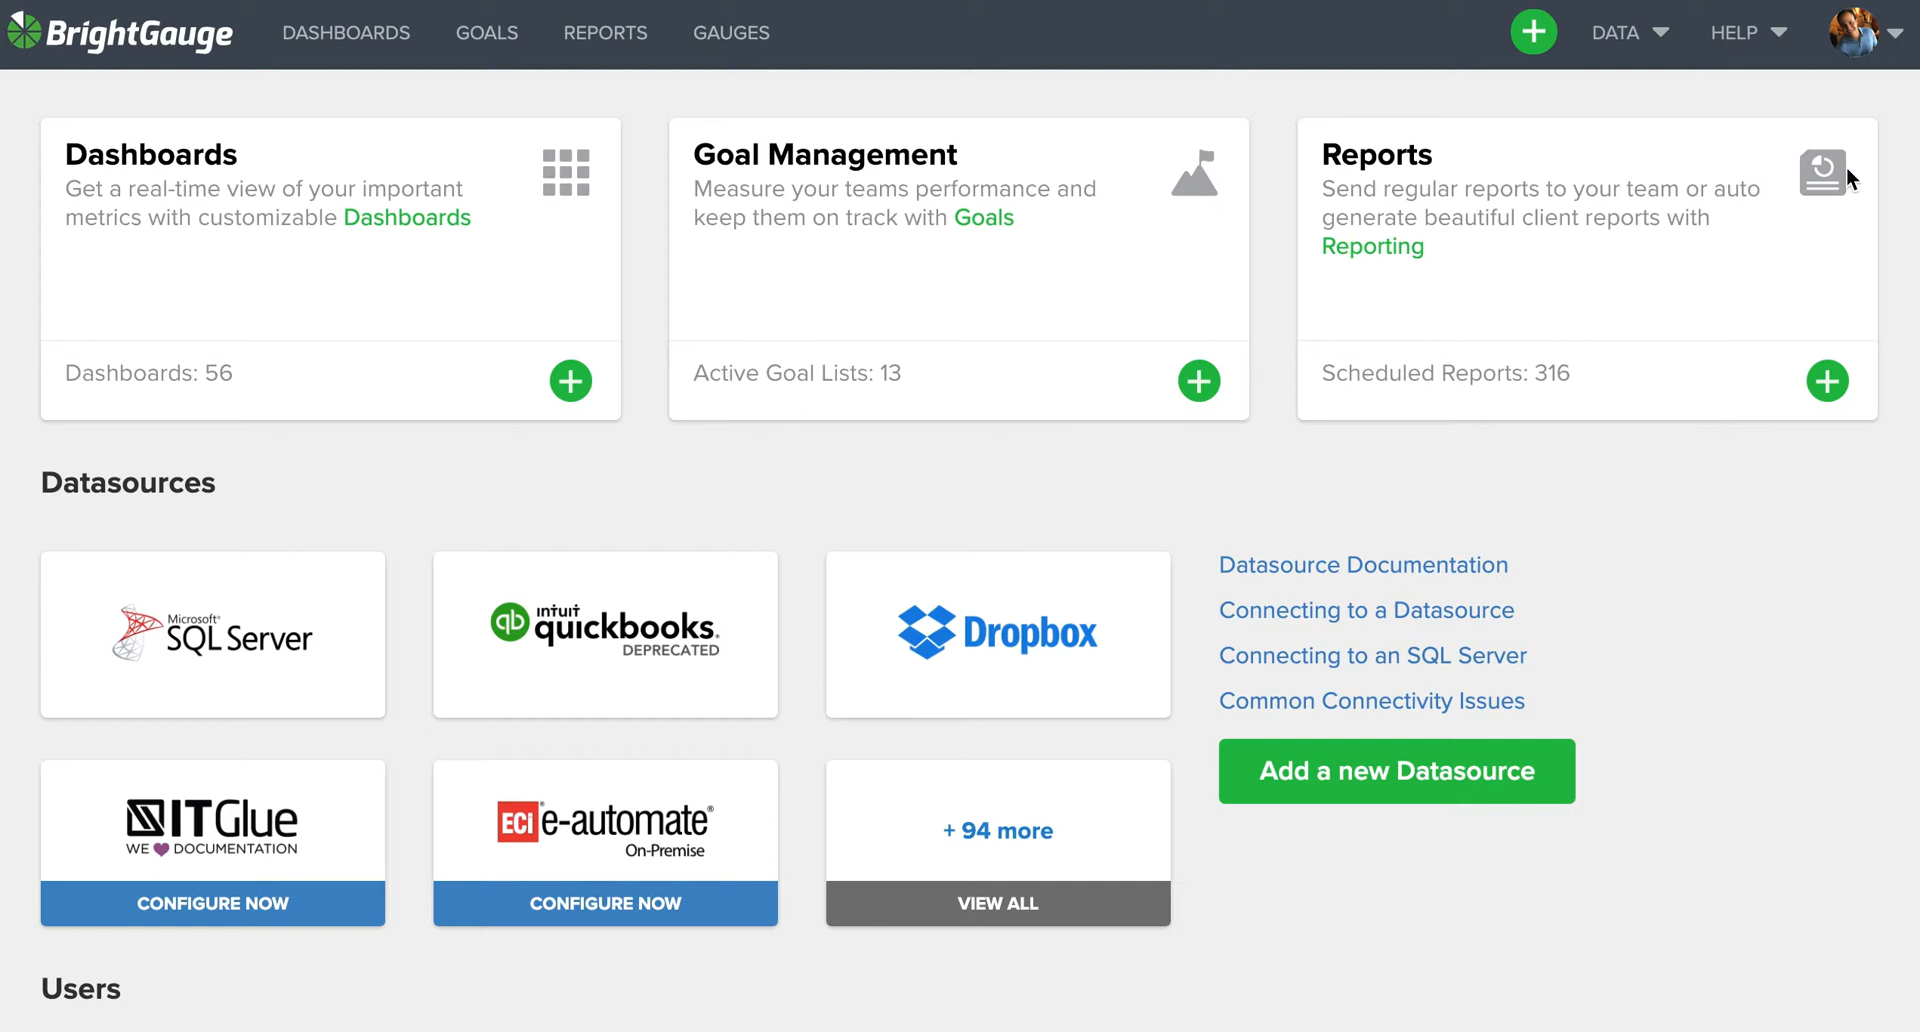 BrightGauge
DASHBOARDS
GOALS
REPORTS
GAUGES
DATA
HELP
Dashboards
Get a real-time view of your important
metrics with customizable Dashboards
Dashboards: 56
Goal Management
Measure your teams performance and
keep them on track with Goals
Active Goal Lists: 13
Reports
Send regular reports to your team or auto
generate beautiful client reports with
Reporting
Scheduled Reports: 316
Datasources
Microsoft®
SQL Server
intuit
qb quickbooks.
DEPRECATED
Dropbox
Datasource Documentation
Connecting to a Datasource
Connecting to an SQL Server
Common Connectivity Issues
Add a new Datasource
ITGlue
WE ♥ DOCUMENTATION
CONFIGURE NOW
ECi® e-automate®
On-Premise
CONFIGURE NOW
+ 94 more
VIEW ALL
Users